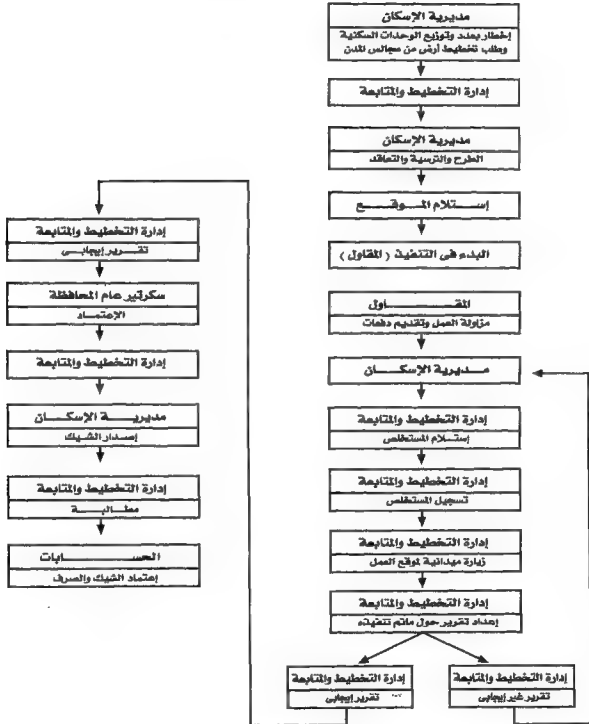 مديرية الإسكان
إخطار بعدد وتوزيع الوحدات السكنية
وطلب تخطيط أرض من مجالس المدن
إدارة التخطيط والمتابعة
مديرية الإسكان
الطرح والترسية والتعاقد
إستلام الموقع
البدء فى التنفيذ ( المقاول )
المقاول
مزاولة العمل وتقديم دفعات
مديرية الإسكان
إدارة التخطيط والمتابعة
إستلام المستخلص
إدارة التخطيط والمتابعة
تسجيل المستخلص
إدارة التخطيط والمتابعة
زيارة ميدانية لموقع العمل
إدارة التخطيط والمتابعة
إعداد تقرير حول ماتم تنفيذه
إدارة التخطيط والمتابعة
تقرير غير إيجابى
إدارة التخطيط والمتابعة
تقرير إيجابى
إدارة التخطيط والمتابعة
تقرير إيجابى
سكرتير عام المحافظة
الإعتماد
إدارة التخطيط والمتابعة
مديرية الإسكان
إصدار الشيك
إدارة التخطيط والمتابعة
مطالبة
الحسابات
إعتماد الشيك والصرف